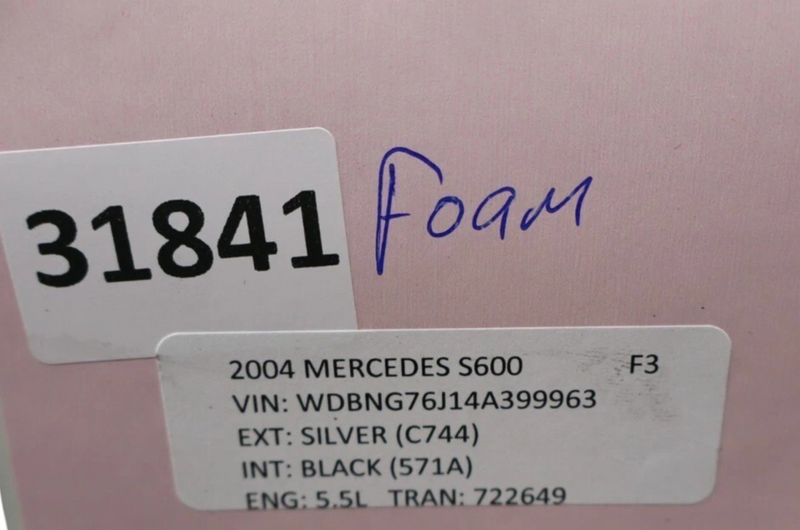 31841
Foam
2004 MERCEDES S600 F3
VIN: WDBNG76J14A399963
EXT: SILVER (C744)
INT: BLACK (571A)
ENG: 5.5L TRAN: 722649